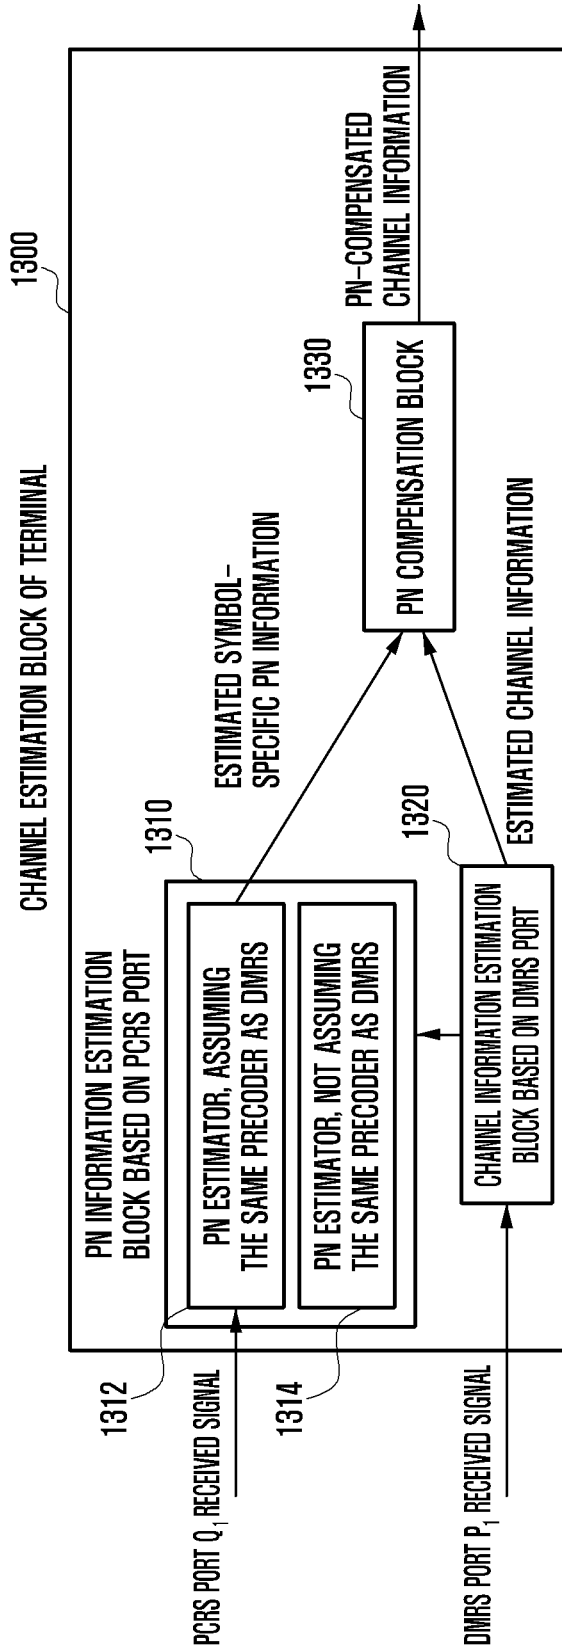 CHANNEL ESTIMATION BLOCK OF TERMINAL
1300
PN INFORMATION ESTIMATION
BLOCK BASED ON PCRS PORT
1310
1312
PN ESTIMATOR, ASSUMING
THE SAME PRECODER AS DMRS
1314
PN ESTIMATOR, NOT ASSUMING
THE SAME PRECODER AS DMRS
PCRS PORT Q1 RECEIVED SIGNAL
ESTIMATED SYMBOL-
SPECIFIC PN INFORMATION
1330
PN COMPENSATION BLOCK
PN-COMPENSATED
CHANNEL INFORMATION
1320
CHANNEL INFORMATION ESTIMATION
BLOCK BASED ON DMRS PORT
ESTIMATED CHANNEL INFORMATION
DMRS PORT P1 RECEIVED SIGNAL